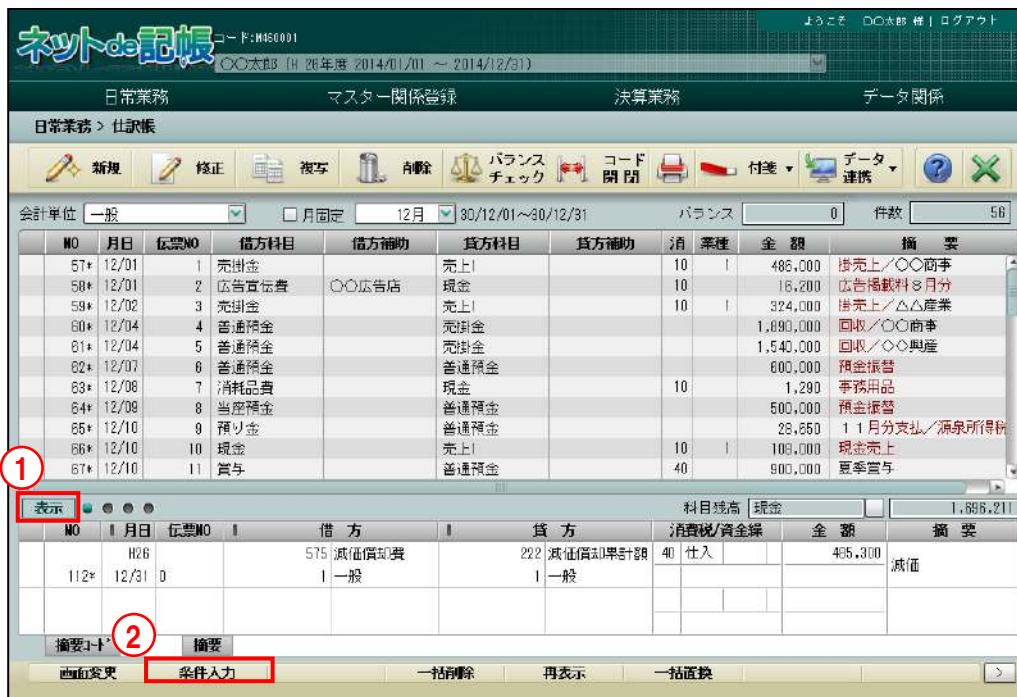 ようこそ 〇〇太郎 様 | ログアウト
ネットde記帳 コード:M460001
〇〇太郎 (H 26年度 2014/01/01 ～ 2014/12/31)
日常業務 マスター関係登録 決算業務 データ関係
日常業務 > 仕訳帳
新規 修正 複写 削除 バランスチェック コード開閉 付箋 データ連携
会計単位 一般 月固定 12月 30/12/01～30/12/31 バランス 0 件数 56
NO 月日 伝票NO 借方科目 借方補助 貸方科目 貸方補助 消 業種 金 額 摘 要
57* 12/01 1 売掛金 売上I 10 1 486,000 掛売上／〇〇商事
58* 12/01 2 広告宣伝費 〇〇広告店 現金 10 16,200 広告掲載料８月分
59* 12/02 3 売掛金 売上I 10 1 324,000 掛売上／△△産業
60* 12/04 4 普通預金 売掛金 1,890,000 回収／〇〇商事
61* 12/04 5 普通預金 売掛金 1,540,000 回収／〇〇興産
62* 12/07 6 普通預金 普通預金 600,000 預金振替
63* 12/08 7 消耗品費 現金 10 1,290 事務用品
64* 12/09 8 当座預金 普通預金 500,000 預金振替
65* 12/10 9 預り金 普通預金 28,650 １１月分支払／源泉所得税
66* 12/10 10 現金 売上I 10 1 108,000 現金売上
67* 12/10 11 賞与 普通預金 40 900,000 夏季賞与
①
表示 科目残高 現金 1,696,211
NO 月日 伝票NO 借 方 貸 方 消費税/資金繰 金 額 摘 要
H26 575 減価償却費 222 減価償却累計額 40 仕入 485,300 減価
112* 12/31 0 1 一般 1 一般
②
摘要コード 摘要
画面変更 条件入力 一括削除 再表示 一括置換 >